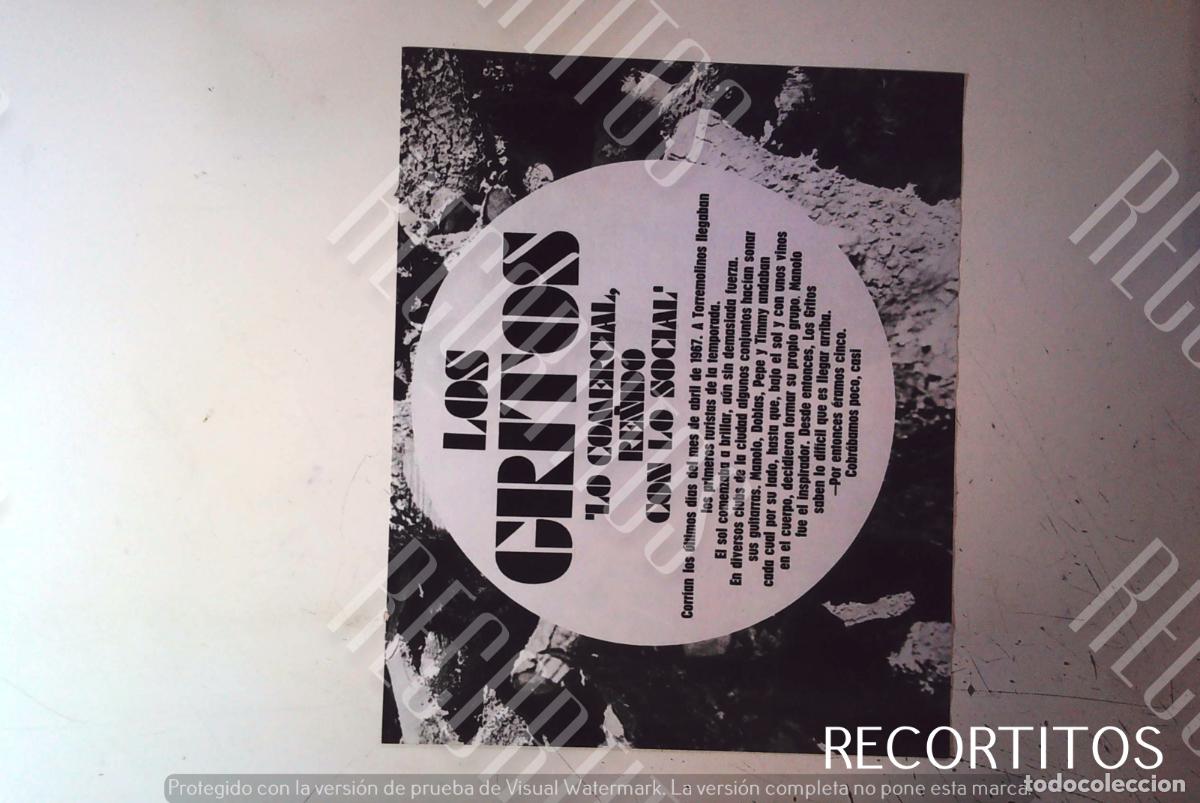 LOS
GRITOS
"LO COMERCIAL,
REÑIDO
CON LO SOCIAL"
Corrían los últimos días del mes de abril de 1967. A Torremolinos llegaban
los primeros turistas de la temporada.
El sol comenzaba a brillar, aún sin demasiada fuerza.
En diversos clubs de la ciudad algunos conjuntos hacían sonar
sus guitarras. Manolo, Doblas, Pepe y Timmy andaban
cada cual por su lado, hasta que, bajo el sol y con unos vinos
en el cuerpo, decidieron formar su propio grupo. Manolo
fue el inspirador. Desde entonces, Los Gritos
saben lo difícil que es llegar arriba.
—Por entonces éramos cinco.
Cobrábamos poco, casi
RECORTITOS
todocoleccion
Protegido con la versión de prueba de Visual Watermark. La versión completa no pone esta marca.